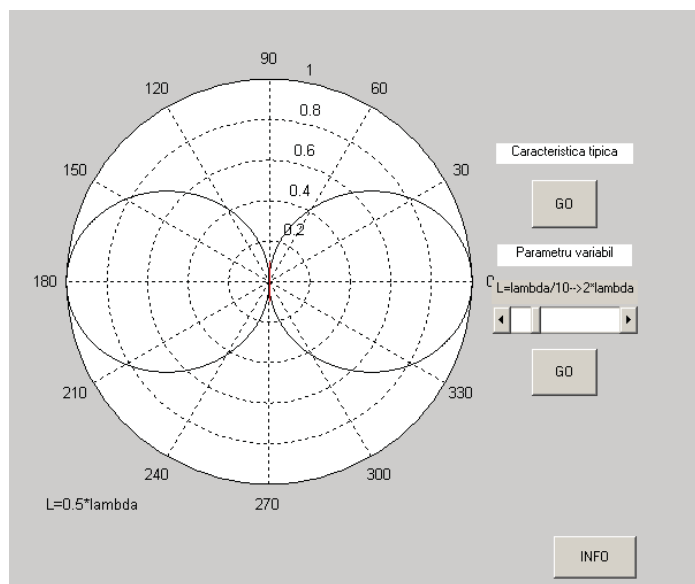 90
120
1
60
0.8
0.6
150
0.4
30
0.2
180
0
210
330
240
300
270
L=0.5*lambda
Caracteristica tipica
GO
Parametru variabil
L=lambda/10-->2*lambda
GO
INFO